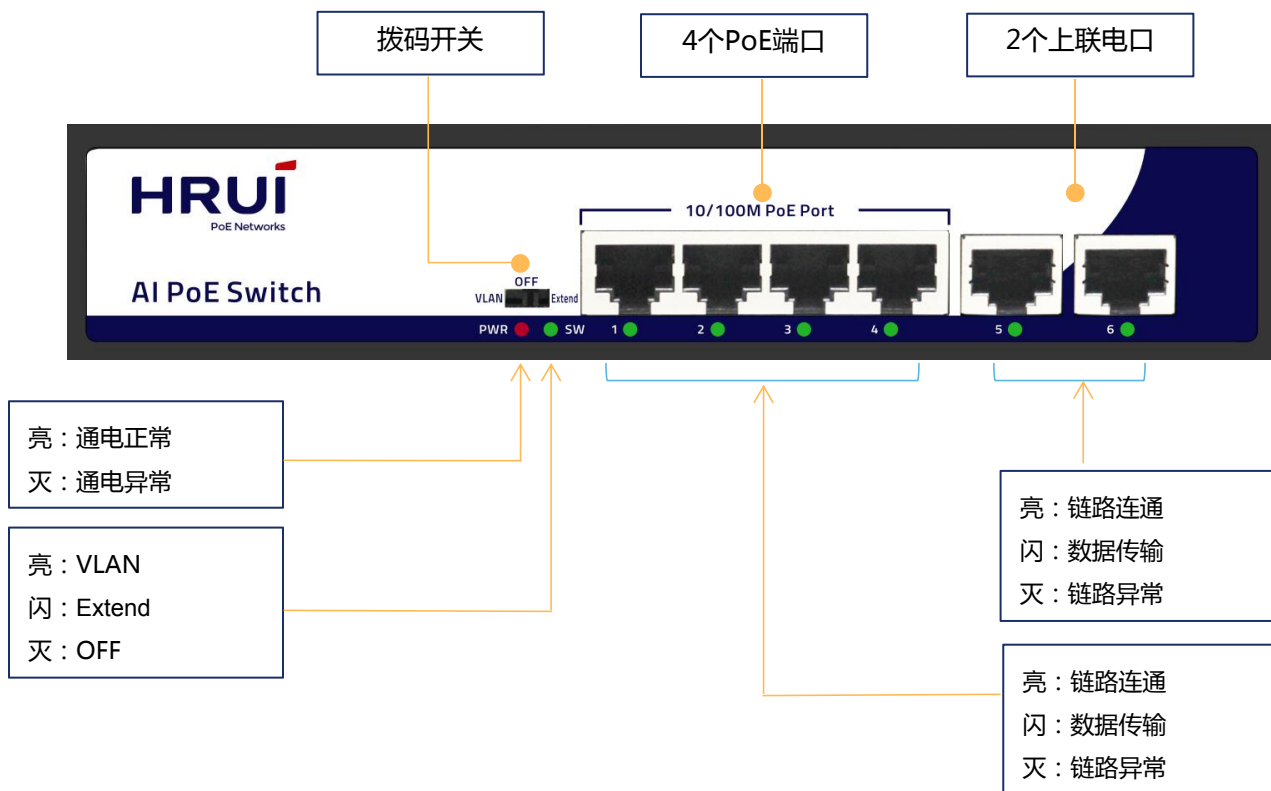 拨码开关
4个PoE端口
2个上联电口
HRUI
PoE Networks
AI PoE Switch
10/100M PoE Port
OFF
VLAN
Extend
PWR
SW
1
2
3
4
5
6
亮：通电正常
灭：通电异常
亮：VLAN
闪：Extend
灭：OFF
亮：链路连通
闪：数据传输
灭：链路异常
亮：链路连通
闪：数据传输
灭：链路异常